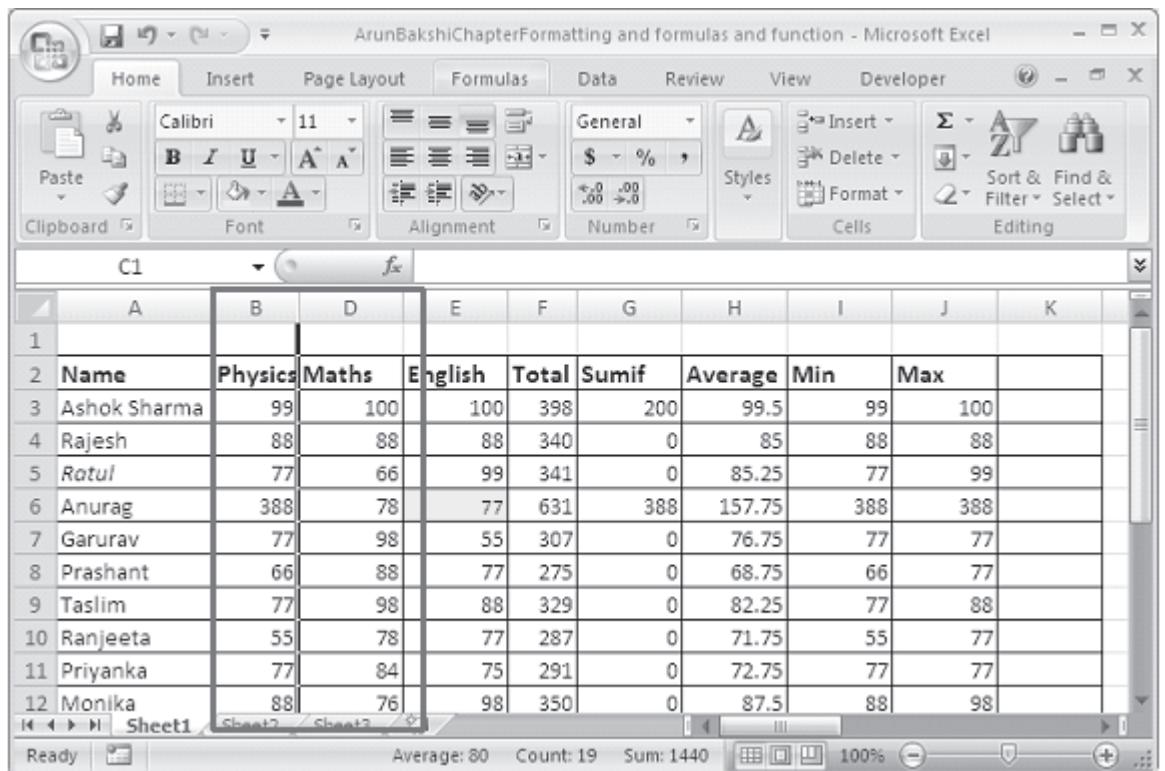 ArunBakshiChapterFormatting and formulas and function - Microsoft Excel
Home Insert Page Layout Formulas Data Review View Developer
Calibri 11 General Insert
B I U A A $ % , Delete
Paste A Styles Format Sort & Filter Find & Select
Clipboard Font Alignment Number Cells Editing
C1 fx
A B D E F G H I J K
1
2 Name Physics Maths English Total Sumif Average Min Max
3 Ashok Sharma 99 100 100 398 200 99.5 99 100
4 Rajesh 88 88 88 340 0 85 88 88
5 Ratul 77 66 99 341 0 85.25 77 99
6 Anurag 388 78 77 631 388 157.75 388 388
7 Garurav 77 98 55 307 0 76.75 77 77
8 Prashant 66 88 77 275 0 68.75 66 77
9 Taslim 77 98 88 329 0 82.25 77 88
10 Ranjeeta 55 78 77 287 0 71.75 55 77
11 Priyanka 77 84 75 291 0 72.75 77 77
12 Monika 88 76 98 350 0 87.5 88 98
Sheet1 Sheet2 Sheet3
Ready Average: 80 Count: 19 Sum: 1440 100%